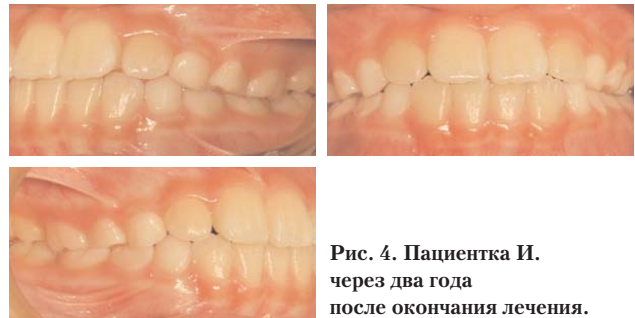 Рис. 4. Пациентка И.
через два года
после окончания лечения.